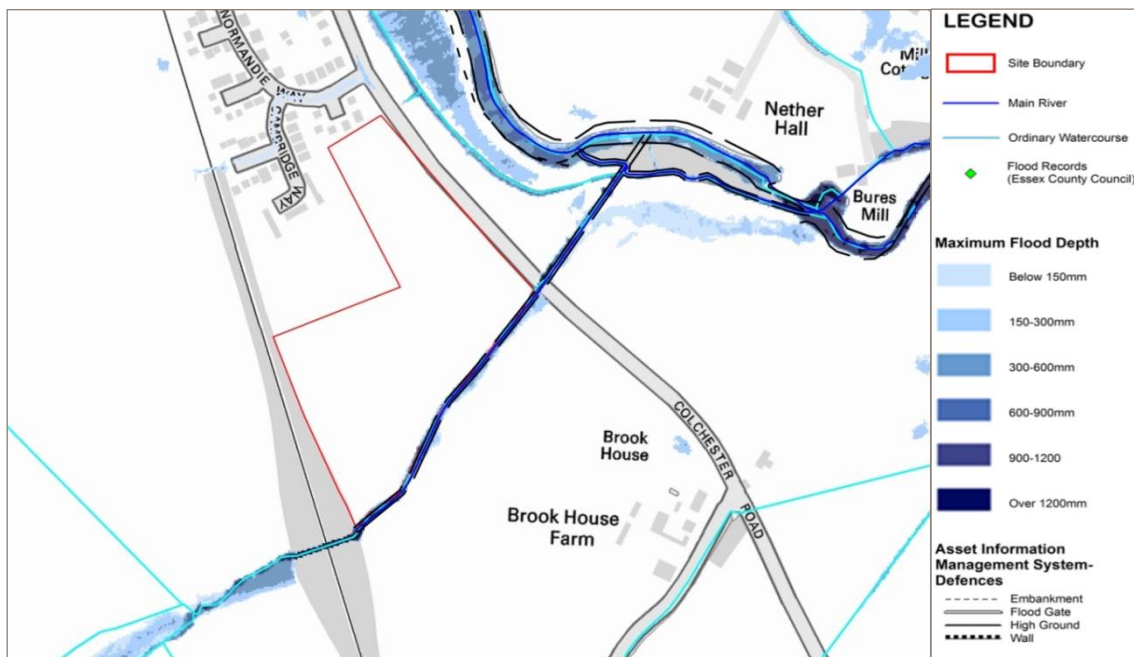 NORMANDIE WAY
CAMBRIDGE WAY
Nether
Hall
Mill
Bures
Mill
Brook
House
Brook House
Farm
COLCHESTER
ROAD
LEGEND
Site Boundary
Main River
Ordinary Watercourse
Flood Records
(Essex County Council)
Maximum Flood Depth
Below 150mm
150-300mm
300-600mm
600-900mm
900-1200
Over 1200mm
Asset Information
Management System-
Defences
Embankment
Flood Gate
High Ground
Wall